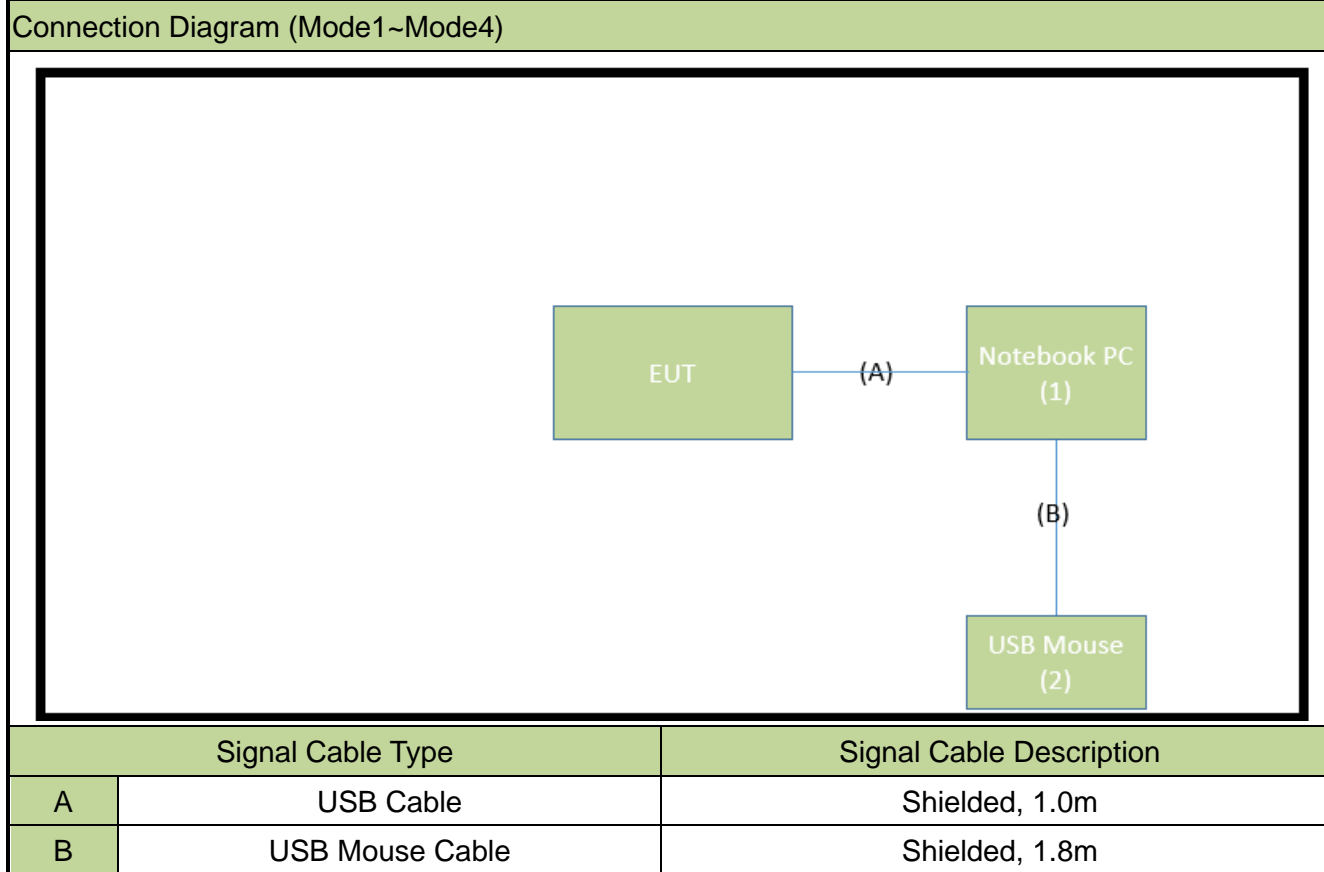 Connection Diagram (Mode1~Mode4)
EUT
(A)
Notebook PC
(1)
(B)
USB Mouse
(2)
Signal Cable Type Signal Cable Description
A USB Cable Shielded, 1.0m
B USB Mouse Cable Shielded, 1.8m